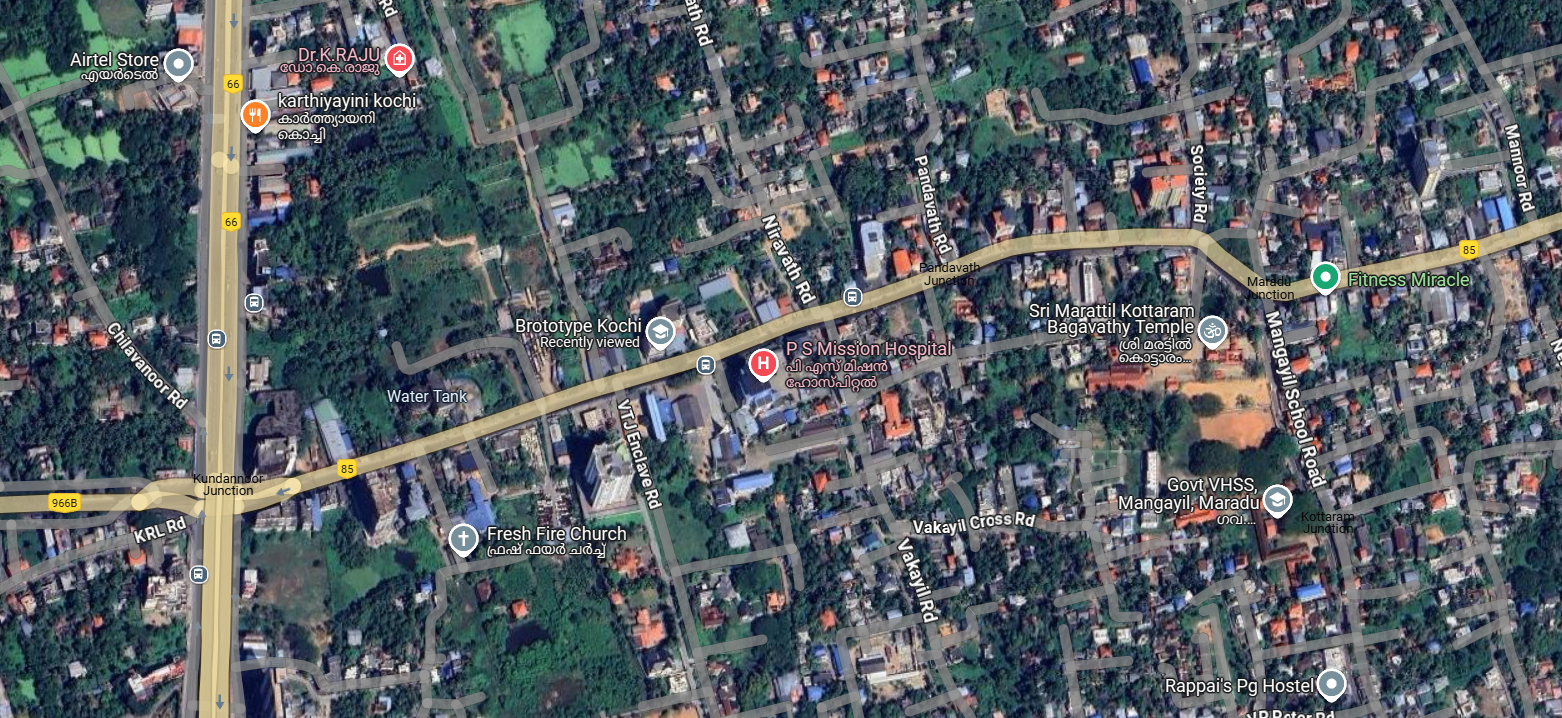 Rd
ath Rd
Airtel Store
എയർടെൽ
Dr.K.RAJU
ഡോ.കെ.രാജു
66
karthiyayini kochi
കാർത്ത്യായനി
കൊച്ചി
Mannoor Rd
Society Rd
Pandavath Rd
66
Niravath Rd
85
Pandavath
Junction
Maradu
Junction
Fitness Miracle
Sri Marattil Kottaram
Bagavathy Temple
ശ്രീ മരട്ടിൽ
കൊട്ടാരം...
Brototype Kochi
Recently viewed
P S Mission Hospital
പി എസ് മിഷൻ
ഹോസ്പിറ്റൽ
Chilavanoor Rd
Water Tank
VTJ Enclave Rd
Mangayil School Road
85
Kundannoor
Junction
966B
KRL Rd
Govt VHSS,
Mangayil, Maradu
ഗവ....
Kottaram
Junction
Vakayil Cross Rd
Fresh Fire Church
ഫ്രഷ് ഫയർ ചർച്ച്
Vakayil Rd
Rappai's Pg Hostel